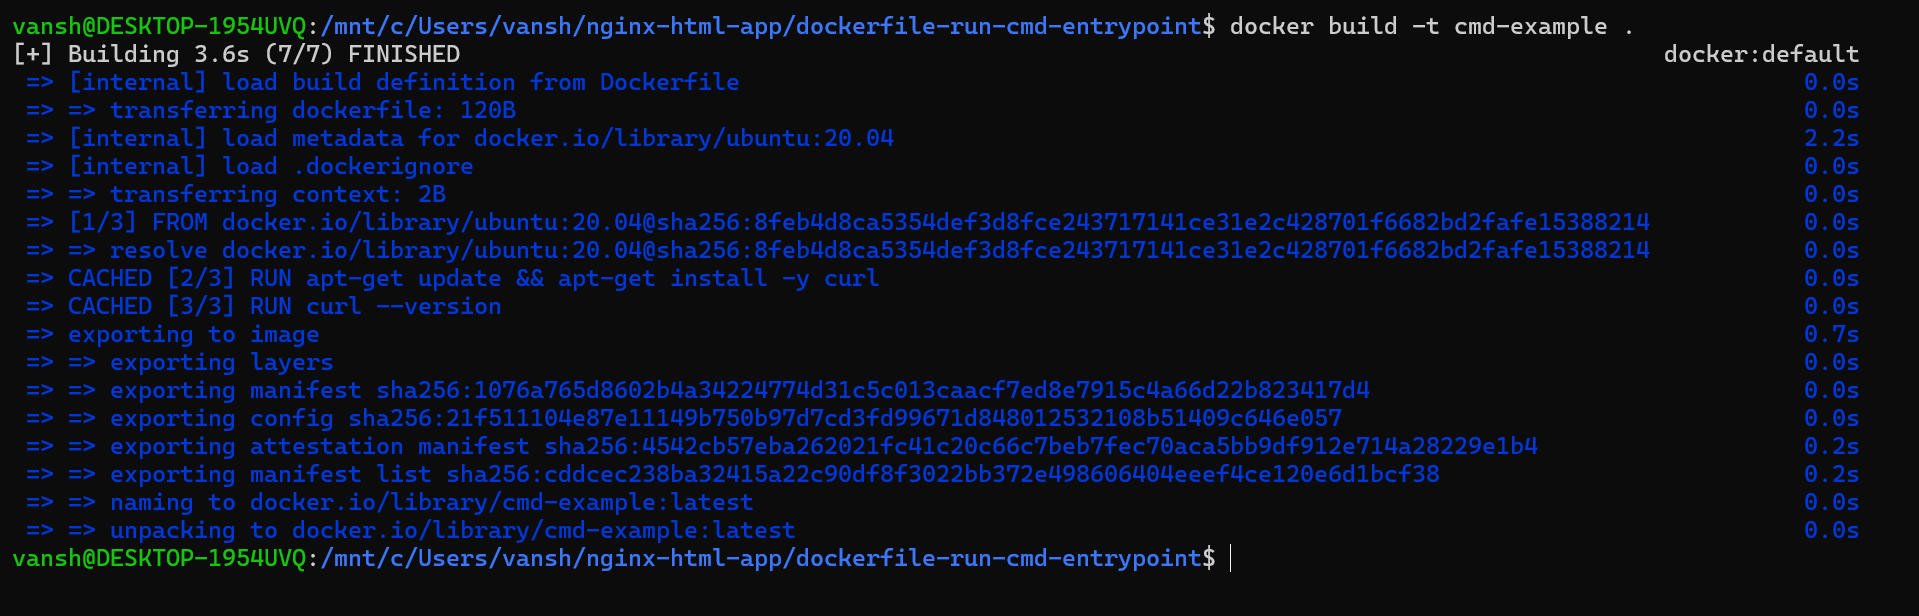 vansh@DESKTOP-1954UVQ:/mnt/c/Users/vansh/nginx-html-app/dockerfile-run-cmd-entrypoint$ docker build -t cmd-example .
[+] Building 3.6s (7/7) FINISHED docker:default
=> [internal] load build definition from Dockerfile 0.0s
=> => transferring dockerfile: 120B 0.0s
=> [internal] load metadata for docker.io/library/ubuntu:20.04 2.2s
=> [internal] load .dockerignore 0.0s
=> => transferring context: 2B 0.0s
=> [1/3] FROM docker.io/library/ubuntu:20.04@sha256:8feb4d8ca5354def3d8fce243717141ce31e2c428701f6682bd2fafe15388214 0.0s
=> => resolve docker.io/library/ubuntu:20.04@sha256:8feb4d8ca5354def3d8fce243717141ce31e2c428701f6682bd2fafe15388214 0.0s
=> CACHED [2/3] RUN apt-get update && apt-get install -y curl 0.0s
=> CACHED [3/3] RUN curl --version 0.0s
=> exporting to image 0.7s
=> => exporting layers 0.0s
=> => exporting manifest sha256:1076a765d8602b4a34224774d31c5c013caacf7ed8e7915c4a66d22b823417d4 0.0s
=> => exporting config sha256:21f511104e87e11149b750b97d7cd3fd99671d848012532108b51409c646e057 0.0s
=> => exporting attestation manifest sha256:4542cb57eba262021fc41c20c66c7beb7fec70aca5bb9df912e714a28229e1b4 0.2s
=> => exporting manifest list sha256:cddcec238ba32415a22c90df8f3022bb372e498606404eeef4ce120e6d1bcf38 0.2s
=> => naming to docker.io/library/cmd-example:latest 0.0s
=> => unpacking to docker.io/library/cmd-example:latest 0.0s
vansh@DESKTOP-1954UVQ:/mnt/c/Users/vansh/nginx-html-app/dockerfile-run-cmd-entrypoint$